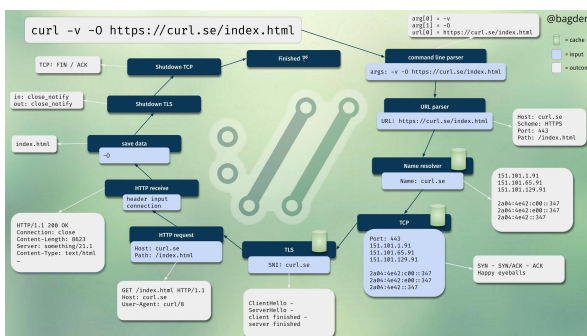 curl -v -O https://curl.se/index.html
arg[0] = -v
arg[1] = -O
url[0] = https://curl.se/index.html
@bagder
= cache
= input
= outcome
command line parser
args: -v -O https://curl.se/index.html
URL parser
URL: https://curl.se/index.html
Host: curl.se
Scheme: HTTPS
Port: 443
Path: /index.html
Name resolver
Name: curl.se
151.101.1.91
151.101.65.91
151.101.129.91
2a04:4e42:c00::347
2a04:4e42:e00::347
2a04:4e42::347
TCP
Port: 443
151.101.1.91
151.101.65.91
151.101.129.91
2a04:4e42:c00::347
2a04:4e42:e00::347
2a04:4e42::347
SYN - SYN/ACK - ACK
Happy eyeballs
TLS
SNI: curl.se
ClientHello -
ServerHello -
client finished -
server finished
HTTP request
Host: curl.se
Path: /index.html
GET /index.html HTTP/1.1
Host: curl.se
User-Agent: curl/8
HTTP receive
header input
connection
HTTP/1.1 200 OK
Connection: close
Content-Length: 8623
Server: something/21.1
Content-Type: text/html
save data
-O
index.html
Shutdown TLS
in: close_notify
out: close_notify
Shutdown TCP
TCP: FIN / ACK
Finished